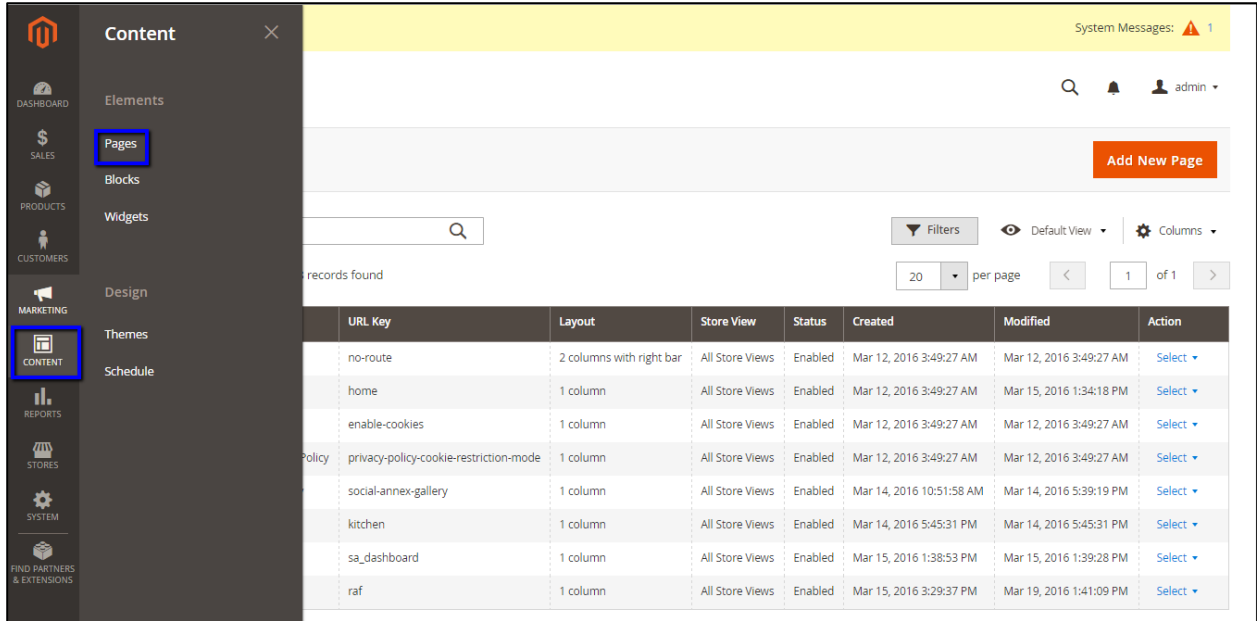 Content
System Messages: 1
DASHBOARD
Elements
admin
SALES
Pages
Add New Page
Blocks
PRODUCTS
Widgets
Filters
Default View
Columns
CUSTOMERS
records found
20 per page 1 of 1
Design
MARKETING
URL Key Layout Store View Status Created Modified Action
Themes
CONTENT
no-route 2 columns with right bar All Store Views Enabled Mar 12, 2016 3:49:27 AM Mar 12, 2016 3:49:27 AM Select
Schedule
home 1 column All Store Views Enabled Mar 12, 2016 3:49:27 AM Mar 15, 2016 1:34:18 PM Select
REPORTS
enable-cookies 1 column All Store Views Enabled Mar 12, 2016 3:49:27 AM Mar 12, 2016 3:49:27 AM Select
Policy privacy-policy-cookie-restriction-mode 1 column All Store Views Enabled Mar 12, 2016 3:49:27 AM Mar 12, 2016 3:49:27 AM Select
STORES
social-annex-gallery 1 column All Store Views Enabled Mar 14, 2016 10:51:58 AM Mar 14, 2016 5:39:19 PM Select
SYSTEM
kitchen 1 column All Store Views Enabled Mar 14, 2016 5:45:31 PM Mar 14, 2016 5:45:31 PM Select
sa_dashboard 1 column All Store Views Enabled Mar 15, 2016 1:38:53 PM Mar 15, 2016 1:39:28 PM Select
FIND PARTNERS
& EXTENSIONS
raf 1 column All Store Views Enabled Mar 15, 2016 3:29:37 PM Mar 19, 2016 1:41:09 PM Select